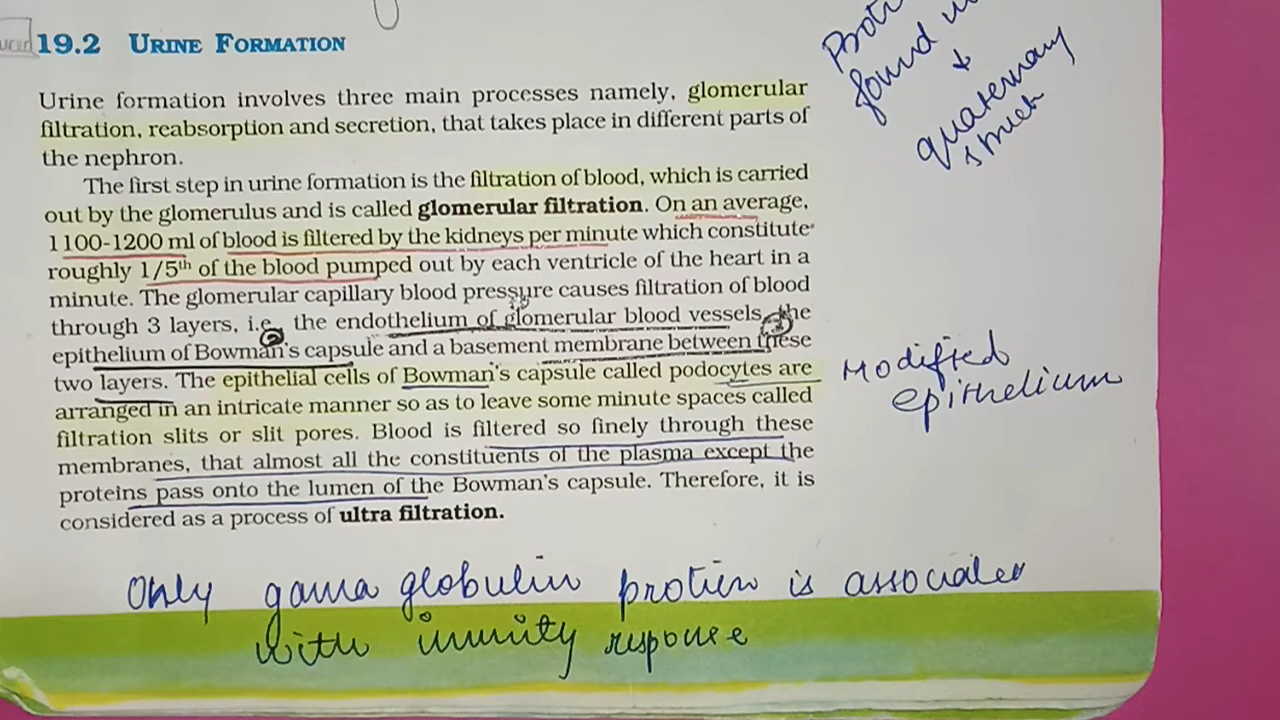 19.2 URINE FORMATION
Urine formation involves three main processes namely, glomerular
filtration, reabsorption and secretion, that takes place in different parts of
the nephron.
The first step in urine formation is the filtration of blood, which is carried
out by the glomerulus and is called glomerular filtration. On an average,
1100-1200 ml of blood is filtered by the kidneys per minute which constitute
roughly 1/5th of the blood pumped out by each ventricle of the heart in a
minute. The glomerular capillary blood pressure causes filtration of blood
through 3 layers, i.e., the endothelium of glomerular blood vessels, the
epithelium of Bowman's capsule and a basement membrane between these
two layers. The epithelial cells of Bowman's capsule called podocytes are
arranged in an intricate manner so as to leave some minute spaces called
filtration slits or slit pores. Blood is filtered so finely through these
membranes, that almost all the constituents of the plasma except the
proteins pass onto the lumen of the Bowman's capsule. Therefore, it is
considered as a process of ultra filtration.
found
quaternary
Modified
epithelium
Only gama globulin protien is associated
with immuity response